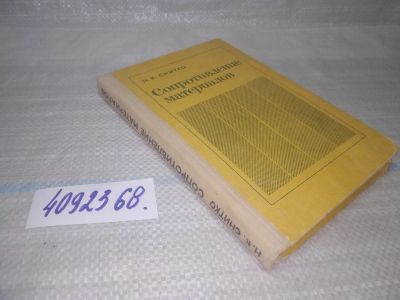 Н. К. СНИТКО
Сопротивление
материалов
Н. К. СНИТКО СОПРОТИВЛЕНИЕ МАТЕРИАЛОВ
4092368.